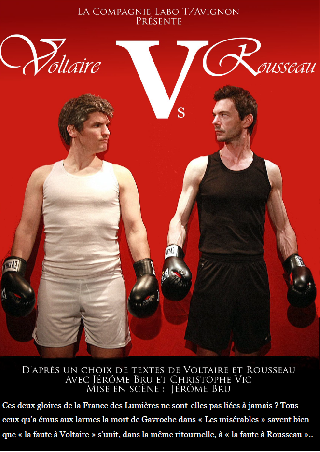 La Compagnie Labo T/Avignon
Présente
Voltaire
Vs
Rousseau
D'après un choix de textes de Voltaire et Rousseau
Avec Jérôme Bru et Christophe Vic
Mise en scène : Jérôme Bru
Ces deux gloires de la France des Lumières ne sont-elles pas liées à jamais ? Tous
ceux qu'a émus aux larmes la mort de Gavroche dans « Les misérables » savent bien
que « la faute à Voltaire » s'unit, dans la même ritournelle, à « la faute à Rousseau »..